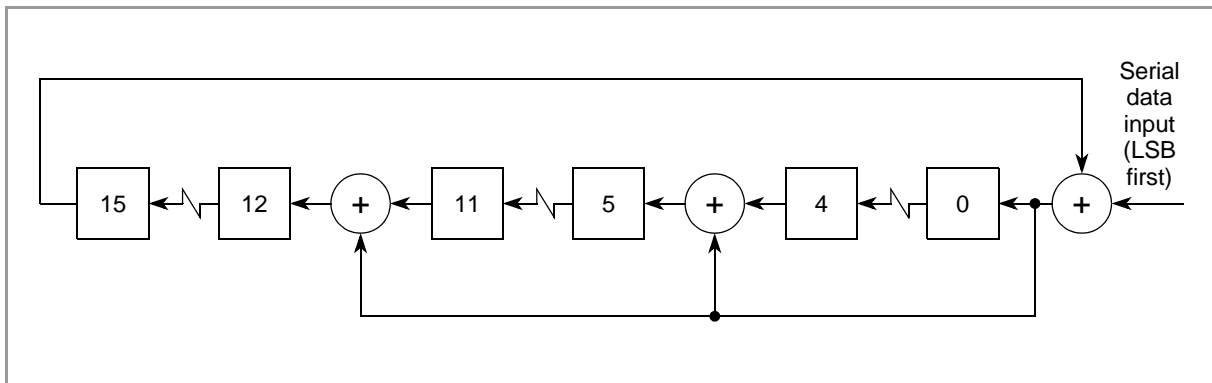 Serial
data
input
(LSB
first)
15
12
+
11
5
+
4
0
+